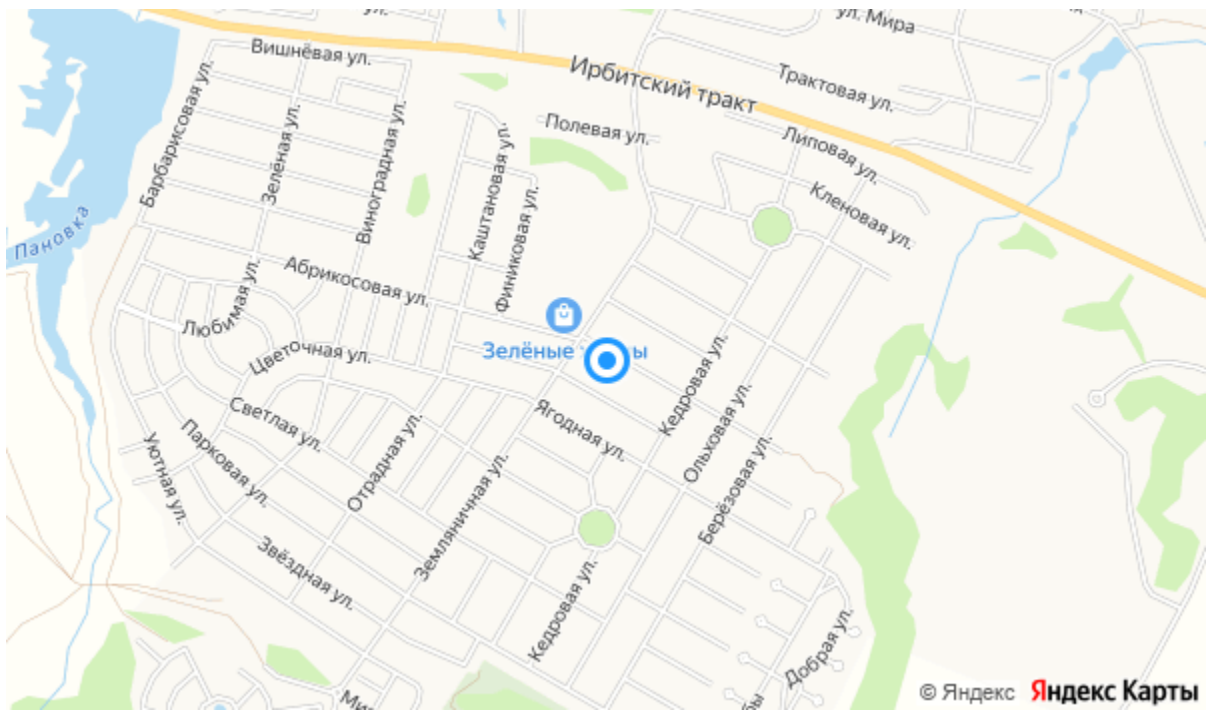 ул.
ул. Мира
Вишнёвая ул.
Ирбитский тракт
Трактовая ул.
Барбарисовая ул.
Зелёная ул.
Виноградная ул.
Каштановая ул.
Полевая ул.
Липовая ул.
Финиковая ул.
Кленовая ул.
Пановка
Абрикосовая ул.
Любимая ул.
Цветочная ул.
Зелёные
Кедровая ул.
Светлая ул.
Ягодная ул.
Ольховая ул.
Уютная ул.
Парковая ул.
Отрадная ул.
Земляничная ул.
Берёзовая ул.
Звёздная ул.
Кедровая ул.
Добрая ул.
© Яндекс Яндекс Карты